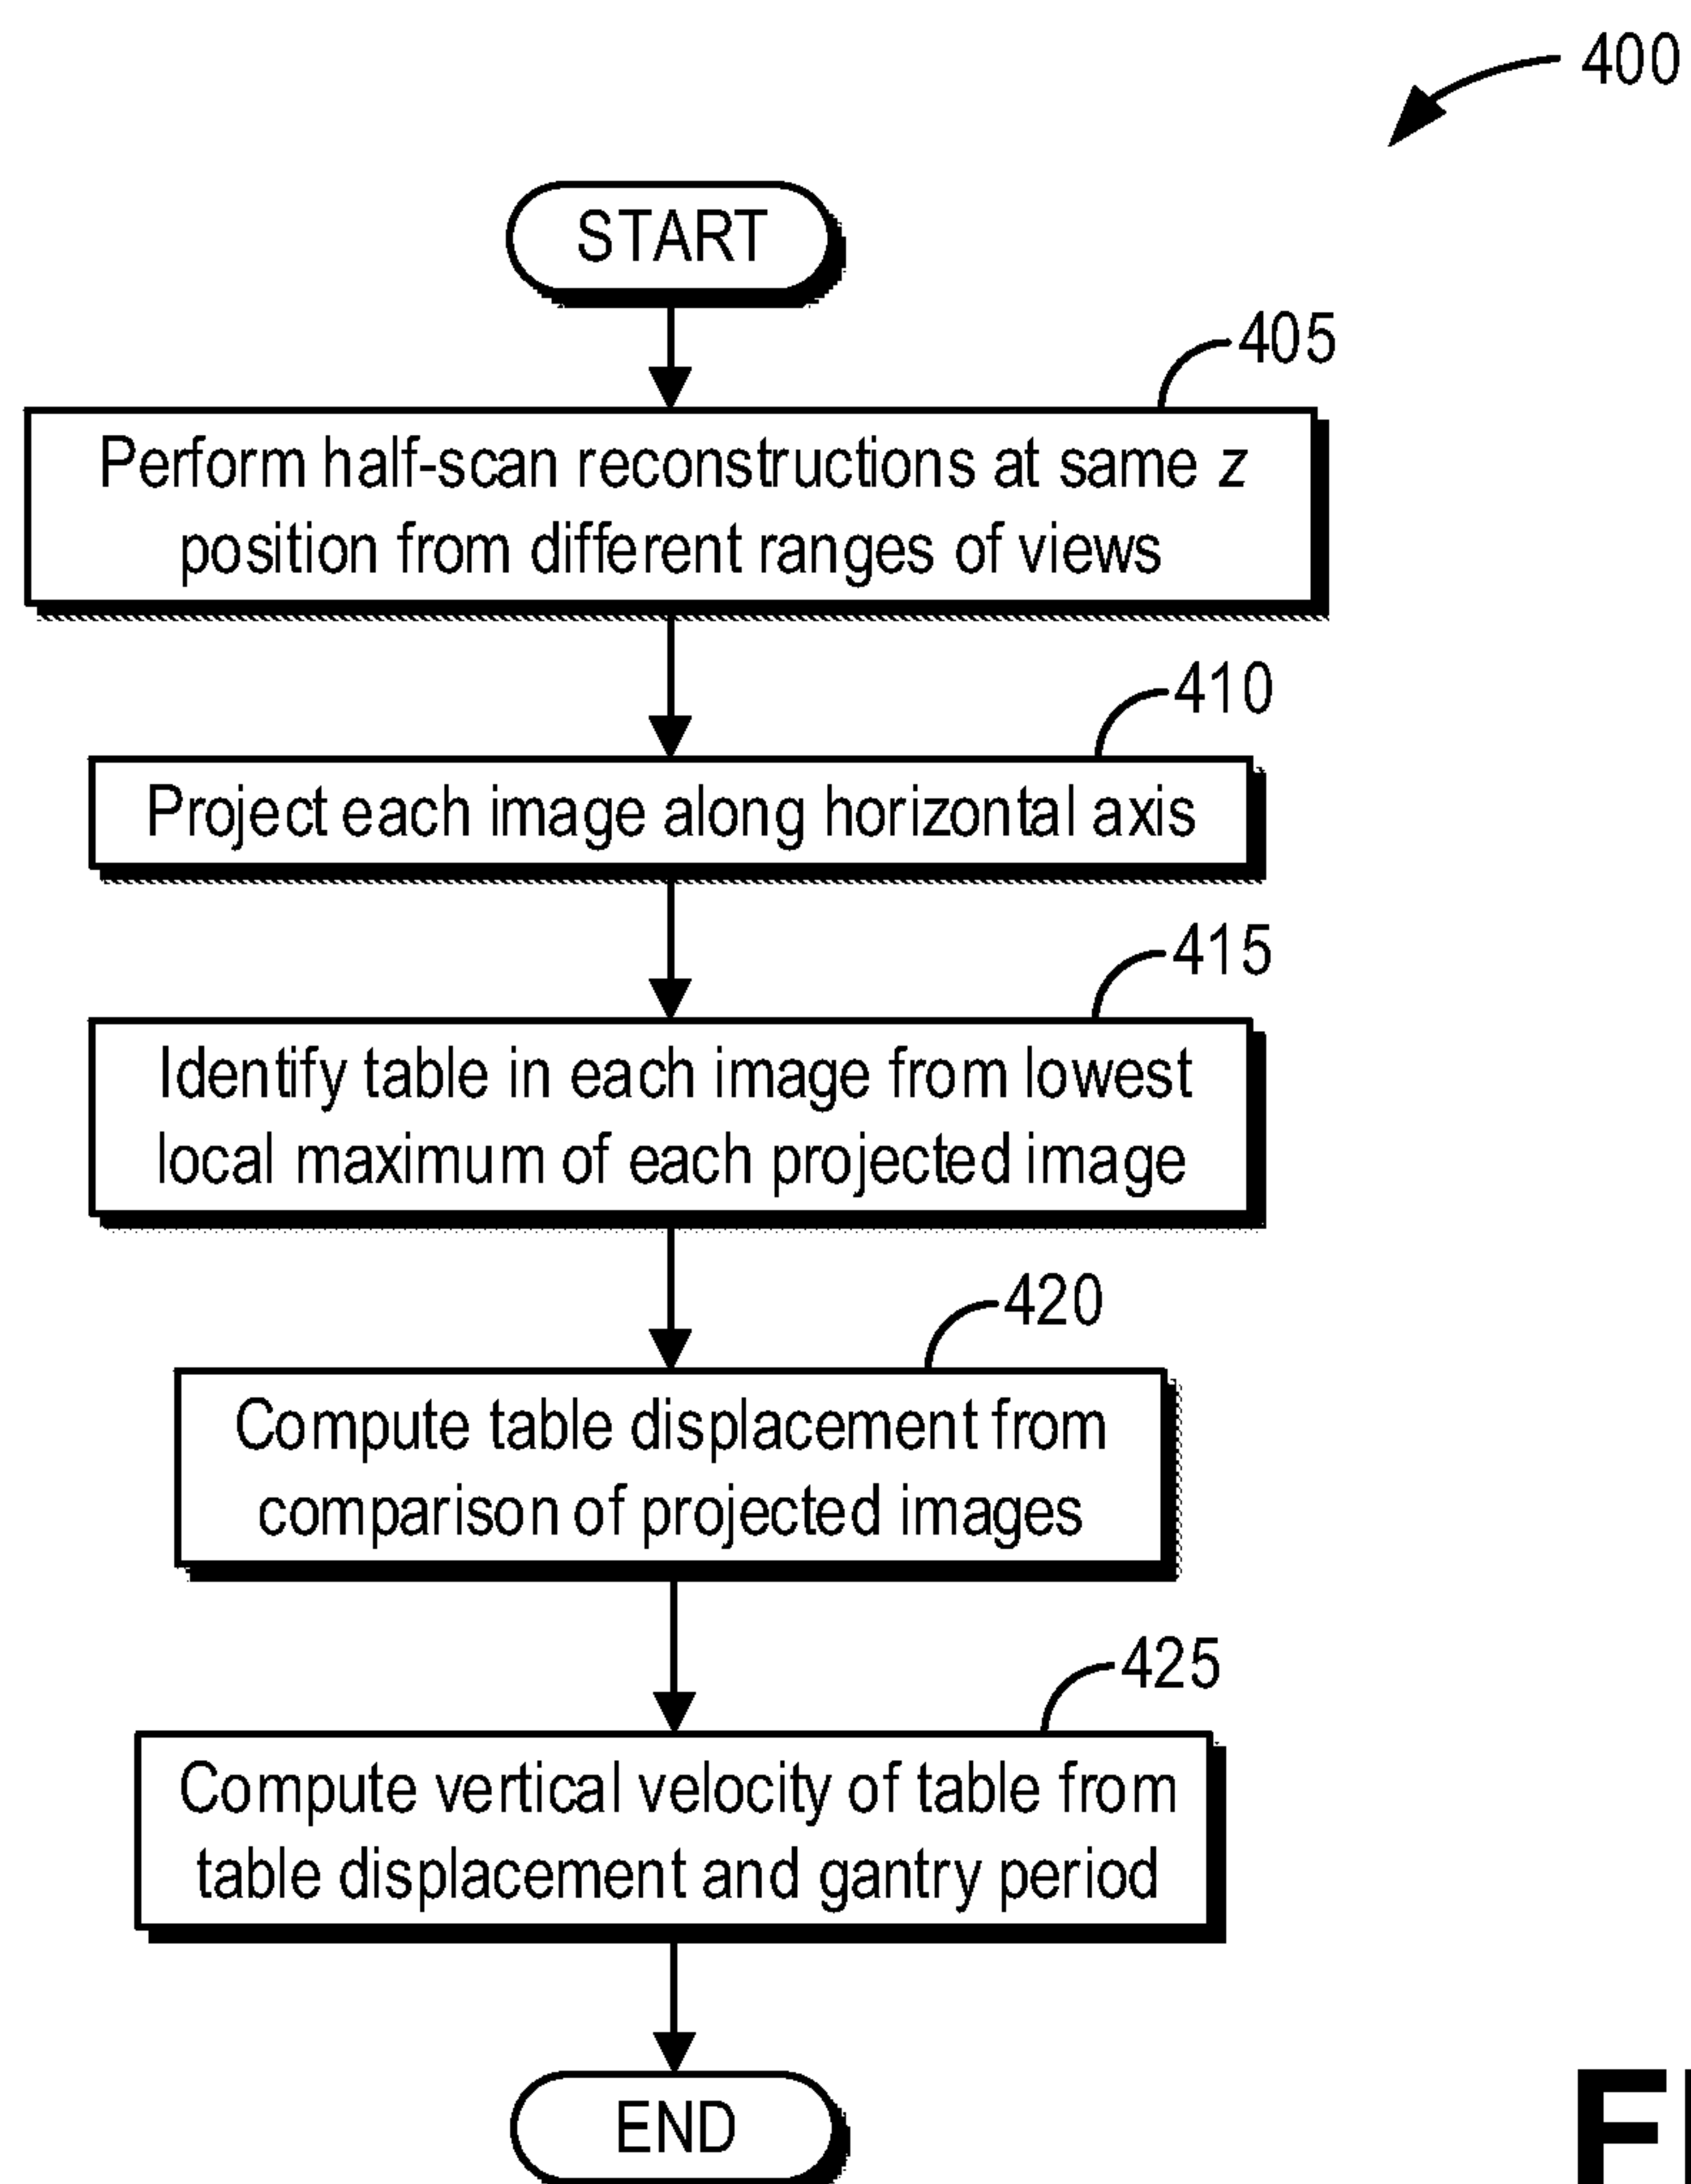 400
START
405
Perform half-scan reconstructions at same z
position from different ranges of views
410
Project each image along horizontal axis
415
Identify table in each image from lowest
local maximum of each projected image
420
Compute table displacement from
comparison of projected images
425
Compute vertical velocity of table from
table displacement and gantry period
END